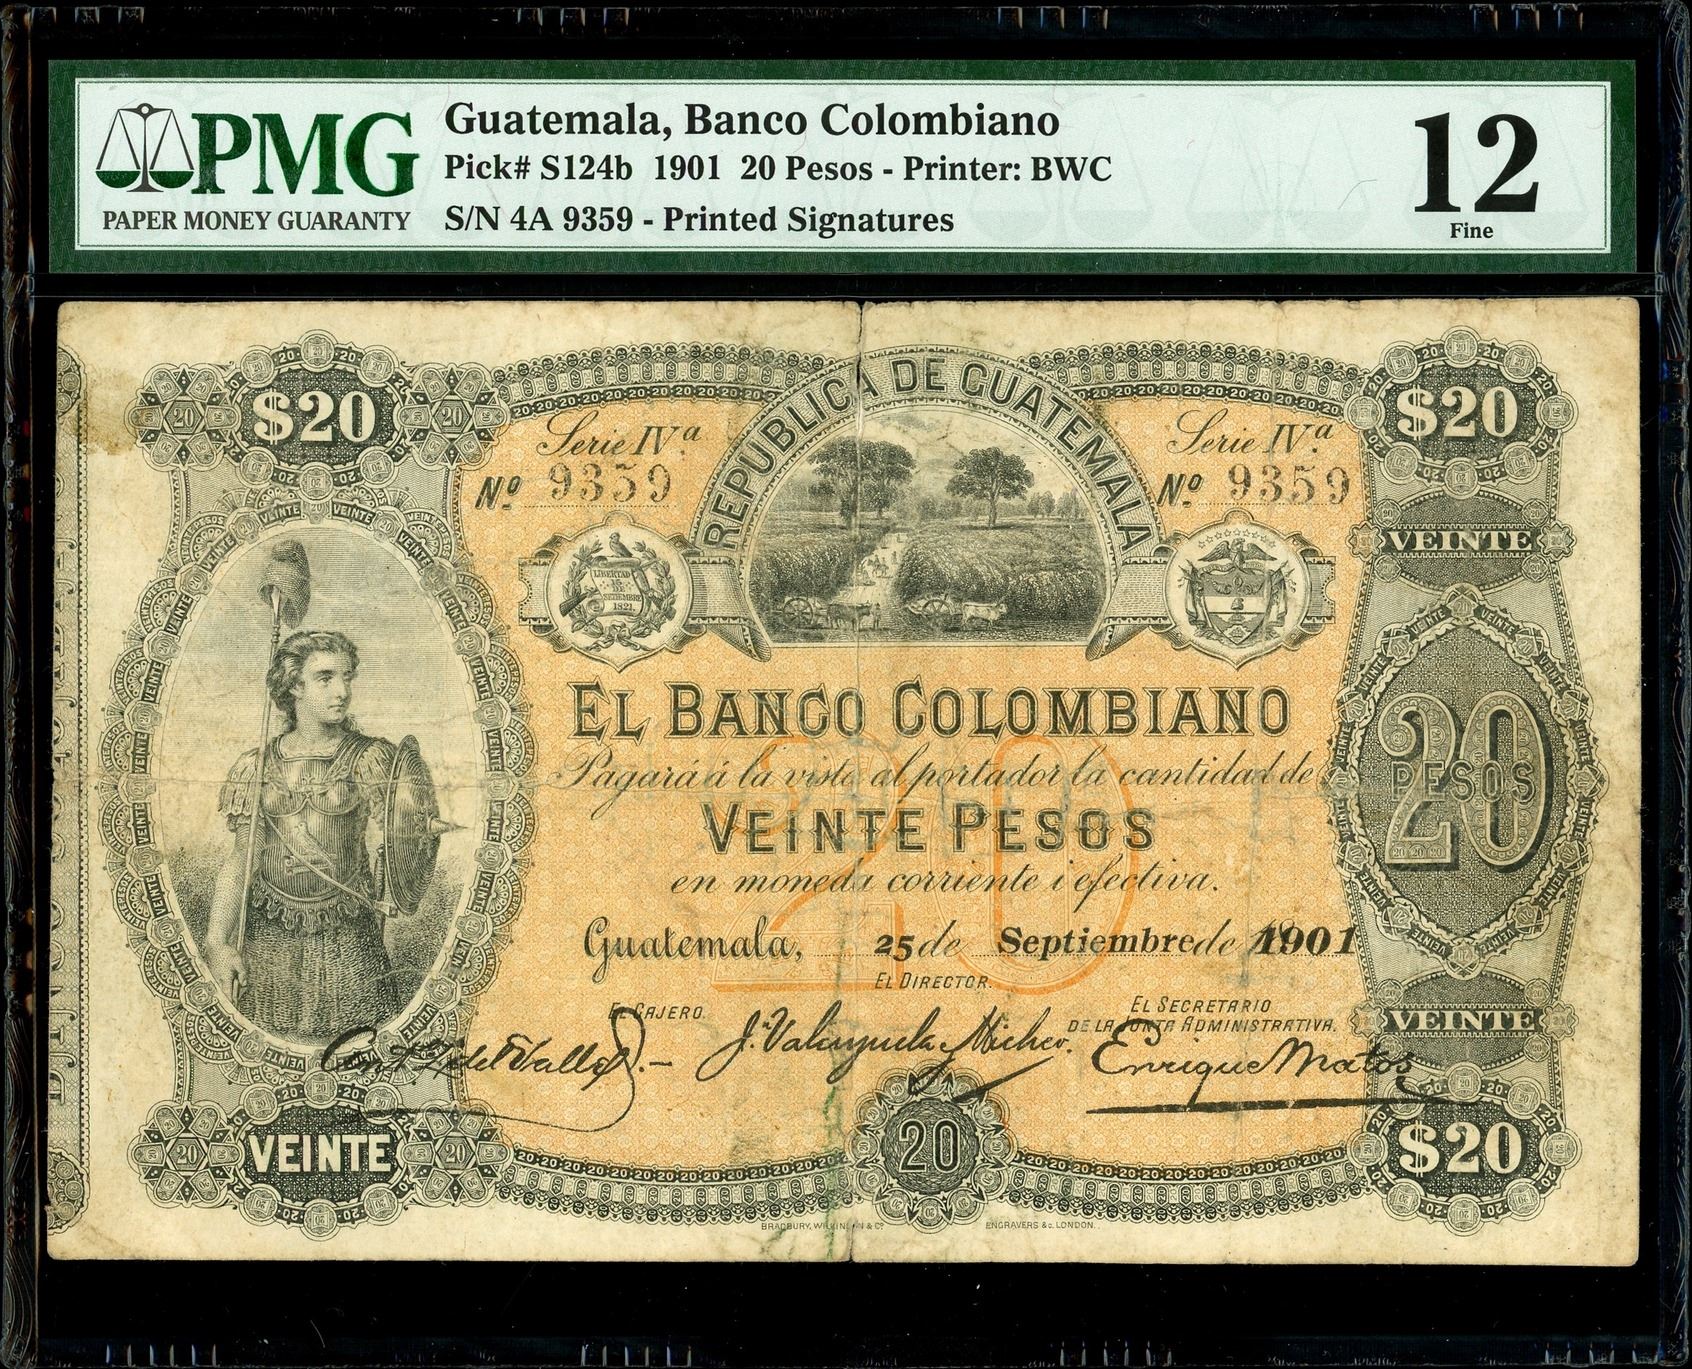 PMG
PAPER MONEY GUARANTY
Guatemala, Banco Colombiano
Pick# S124b 1901 20 Pesos - Printer: BWC
S/N 4A 9359 - Printed Signatures
12
Fine
REPUBLICA DE GUATEMALA
$20
$20
Serie IVª
Serie IVª
Nº 9359
Nº 9359
LIBERTAD 15 DE SETIEMBRE 1821
VEINTE
EL BANCO COLOMBIANO
Pagará á la vista al portador la cantidad de
VEINTE PESOS
20
PESOS
en moneda corriente i efectiva.
Guatemala, 25 de Septiembre de 1901
EL DIRECTOR.
EL CAJERO.
EL SECRETARIO
DE LA JUNTA ADMINISTRATIVA.
VEINTE
Enrique Matos
VEINTE
20
$20
BRADBURY, WILKINSON & Cº ENGRAVERS &c. LONDON.